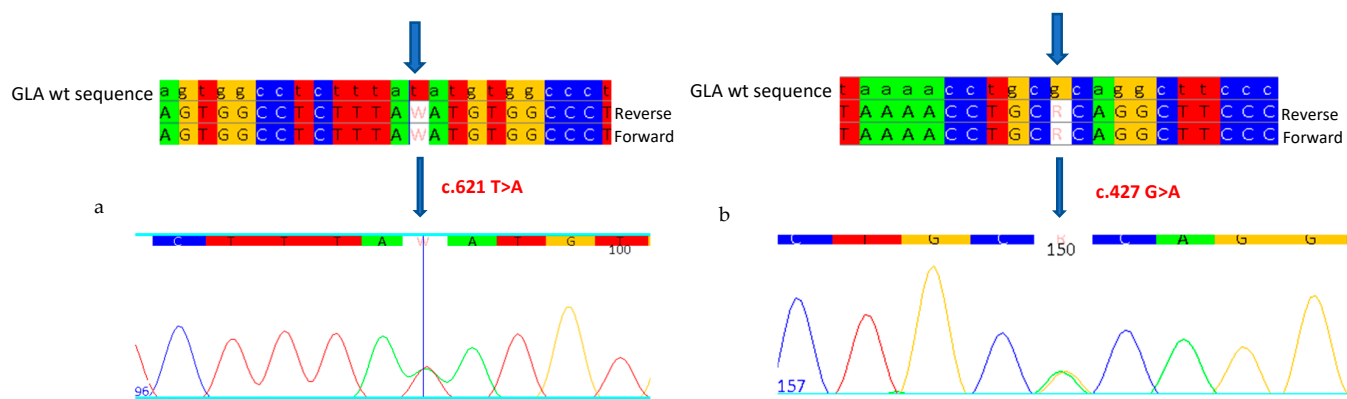 GLA wt sequence a g t g g c c t c t t t a t a t g t g g c c c t
A G T G G C C T C T T T A W A T G T G G C C C T Reverse
A G T G G C C T C T T T A W A T G T G G C C C T Forward
c.621 T>A
a
C T T T A W A T G T
100
96
GLA wt sequence t a a a a c c t g c g c a g g c t t c c c
T A A A A C C T G C R C A G G C T T C C C Reverse
T A A A A C C T G C R C A G G C T T C C C Forward
c.427 G>A
b
C T G C R C A G G
150
157